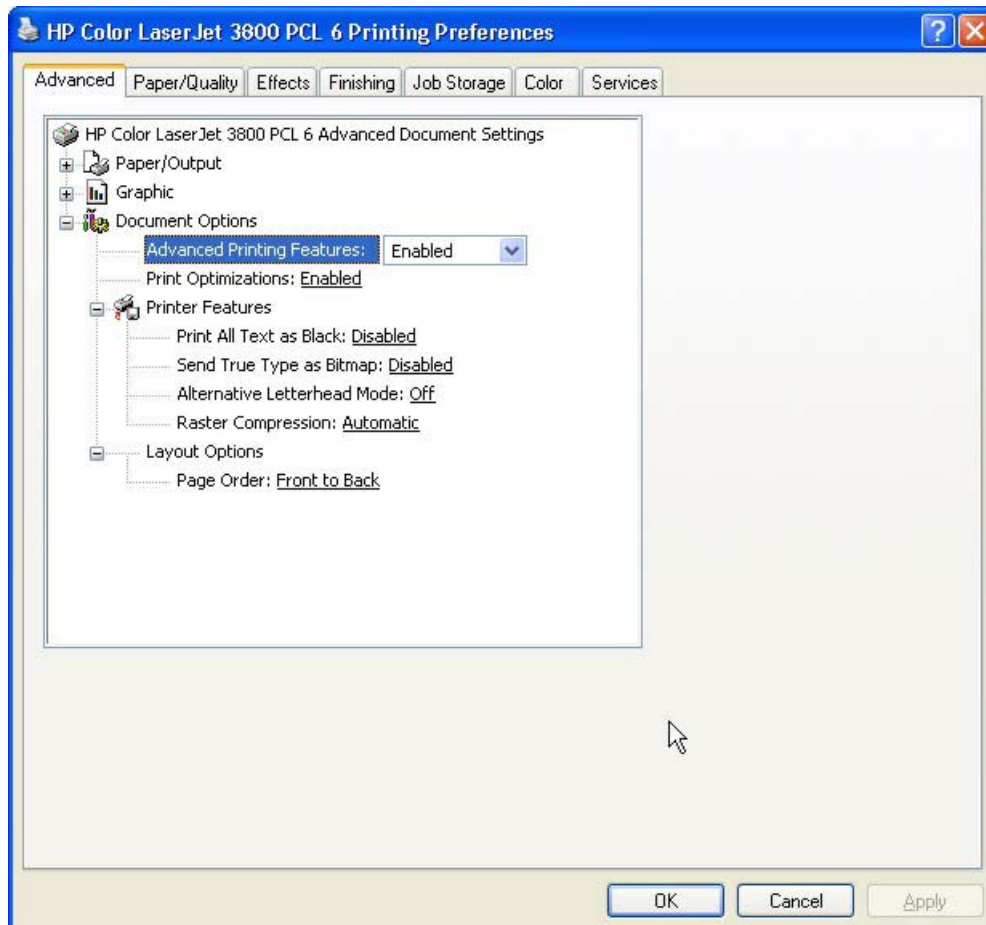 HP Color LaserJet 3800 PCL 6 Printing Preferences
Advanced Paper/Quality Effects Finishing Job Storage Color Services
HP Color LaserJet 3800 PCL 6 Advanced Document Settings
Paper/Output
Graphic
Document Options
Advanced Printing Features: Enabled
Print Optimizations: Enabled
Printer Features
Print All Text as Black: Disabled
Send True Type as Bitmap: Disabled
Alternative Letterhead Mode: Off
Raster Compression: Automatic
Layout Options
Page Order: Front to Back
OK Cancel Apply